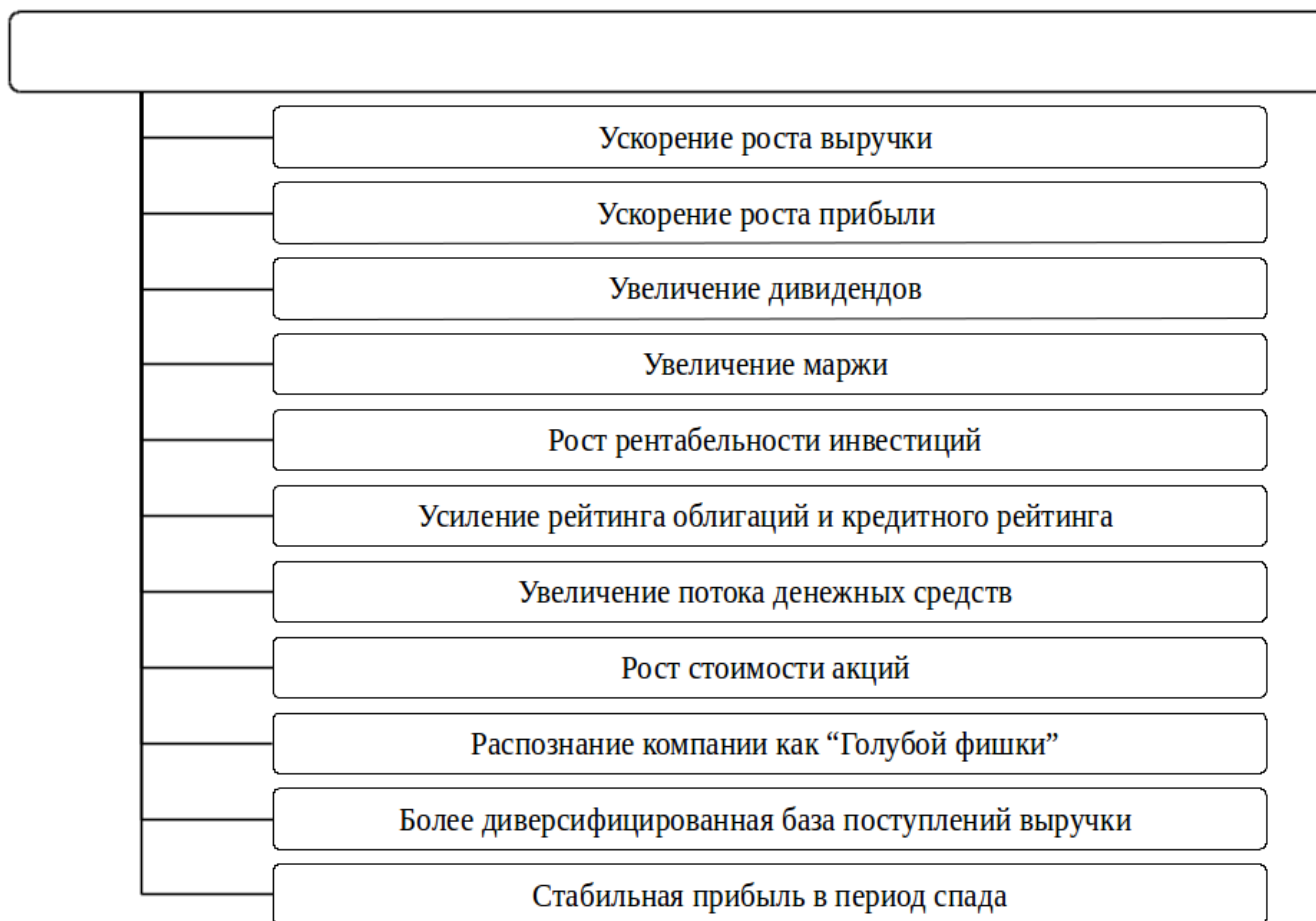 Ускорение роста выручки
Ускорение роста прибыли
Увеличение дивидендов
Увеличение маржи
Рост рентабельности инвестиций
Усиление рейтинга облигаций и кредитного рейтинга
Увеличение потока денежных средств
Рост стоимости акций
Распознание компании как “Голубой фишки”
Более диверсифицированная база поступлений выручки
Стабильная прибыль в период спада